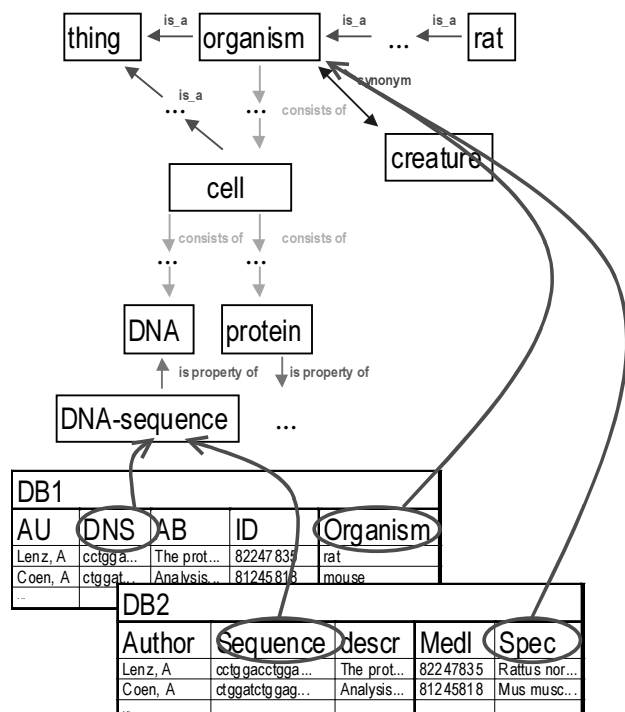 is_a is_a is_a
thing organism ... rat
synonym
is_a
... ... consists of
creature
cell
consists of consists of
... ...
DNA protein
is property of is property of
DNA-sequence ...
DB1
AU DNS AB ID Organism
Lenz, A cctgga... The prot... 82247835 rat
Coen, A ctggat... Analysis... 81245818 mouse
...
DB2
Author Sequence descr Medl Spec
Lenz, A cctggacctgga... The prot... 82247835 Rattus nor...
Coen, A ctggatctggag... Analysis... 81245818 Mus musc...
...